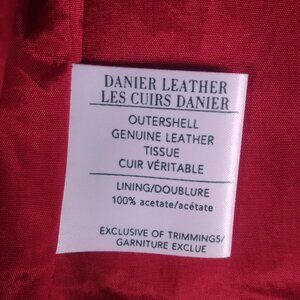 DANIER LEATHER
LES CUIRS DANIER
OUTERSHELL
GENUINE LEATHER
TISSUE
CUIR VÉRITABLE
LINING/DOUBLURE
100% acetate/acétate
EXCLUSIVE OF TRIMMINGS/
GARNITURE EXCLUE